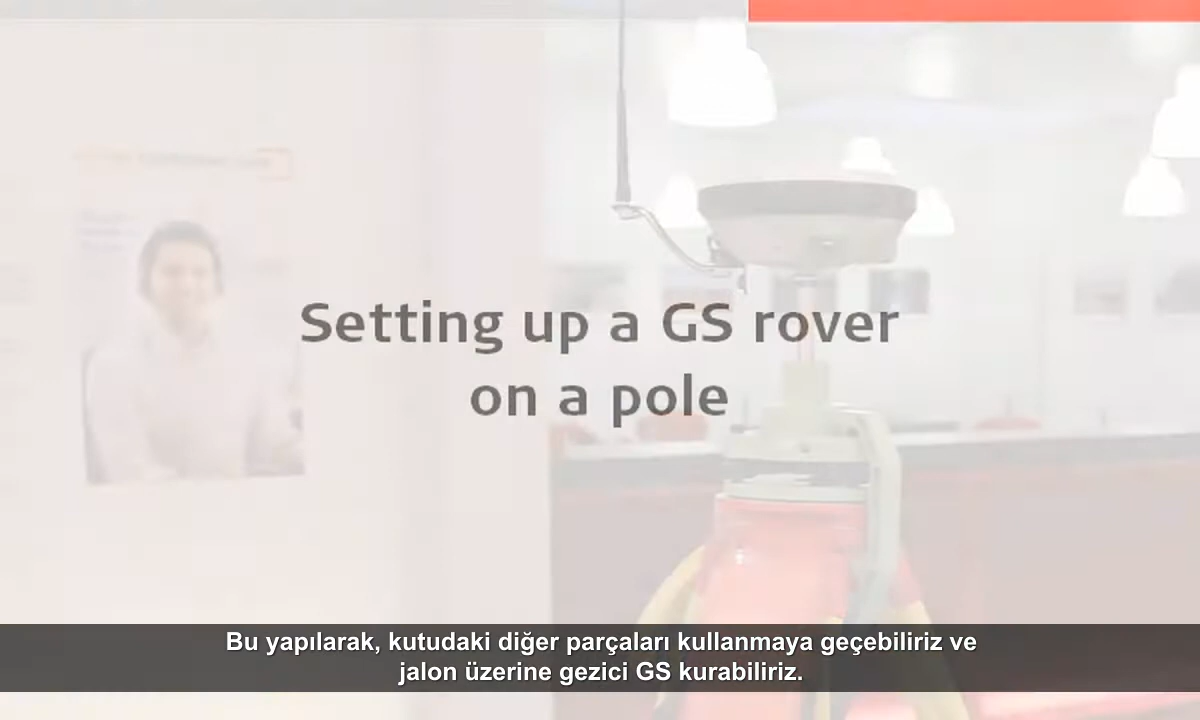 Setting up a GS rover
on a pole
Bu yapılarak, kutudaki diğer parçaları kullanmaya geçebiliriz ve
jalon üzerine gezici GS kurabiliriz.